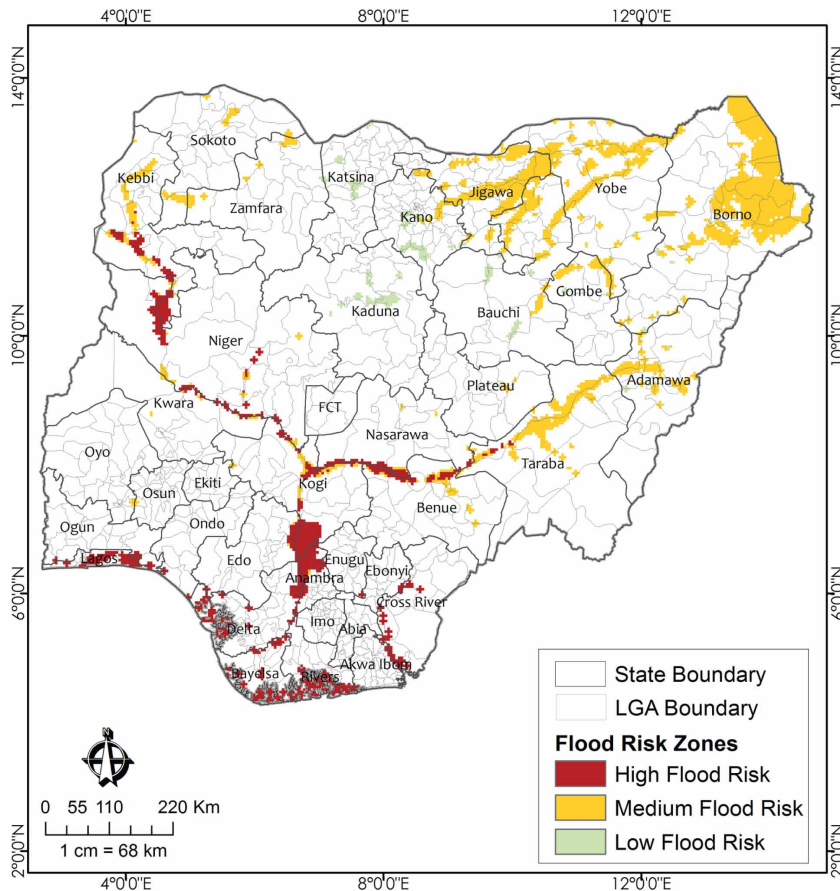 4°0'0"E 8°0'0"E 12°0'0"E
14°0'0"N 14°0'0"N
Sokoto
Katsina
Kebbi
Jigawa
Yobe
Zamfara
Kano
Borno
Gombe
Kaduna
Bauchi
10°0'0"N 10°0'0"N
Niger
Adamawa
Plateau
Kwara
FCT
Nasarawa
Oyo
Taraba
Kogi
Ekiti
Osun
Benue
Ogun
Ondo
Lagos
Edo
Enugu
Anambra
Ebonyi
6°0'0"N 6°0'0"N
Cross River
Delta
Imo
Abia
Akwa Ibom
Bayelsa
Rivers
State Boundary
LGA Boundary
Flood Risk Zones
High Flood Risk
Medium Flood Risk
Low Flood Risk
N
0 55 110 220 Km
1 cm = 68 km
2°0'0"N 2°0'0"N
4°0'0"E 8°0'0"E 12°0'0"E